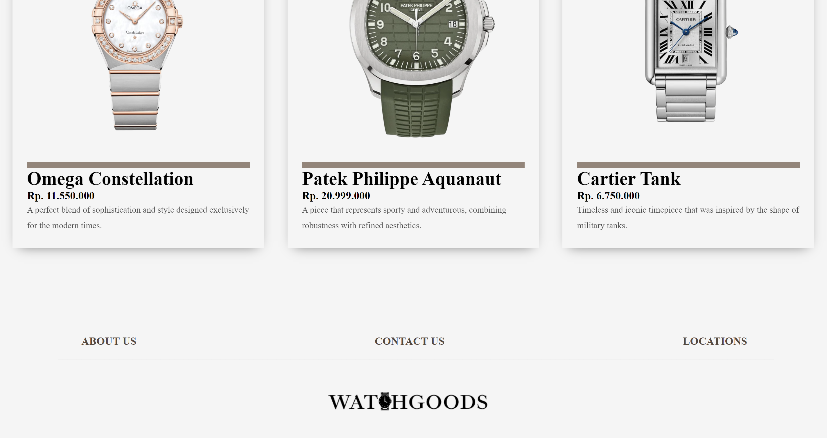 PATEK PHILIPPE
CARTIER
Omega Constellation
Rp. 11.550.000
A perfect blend of sophistication and style designed exclusively
for the modern times.
Patek Philippe Aquanaut
Rp. 20.999.000
A piece that represents sporty and adventurous, combining
robustness with refined aesthetics.
Cartier Tank
Rp. 6.750.000
Timeless and iconic timepiece that was inspired by the shape of
military tanks.
ABOUT US
CONTACT US
LOCATIONS
WATCHGOODS